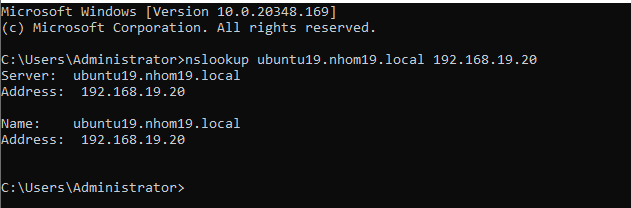 Microsoft Windows [Version 10.0.20348.169]
(c) Microsoft Corporation. All rights reserved.
C:\Users\Administrator>nslookup ubuntu19.nhom19.local 192.168.19.20
Server:  ubuntu19.nhom19.local
Address:  192.168.19.20
Name:    ubuntu19.nhom19.local
Address:  192.168.19.20
C:\Users\Administrator>